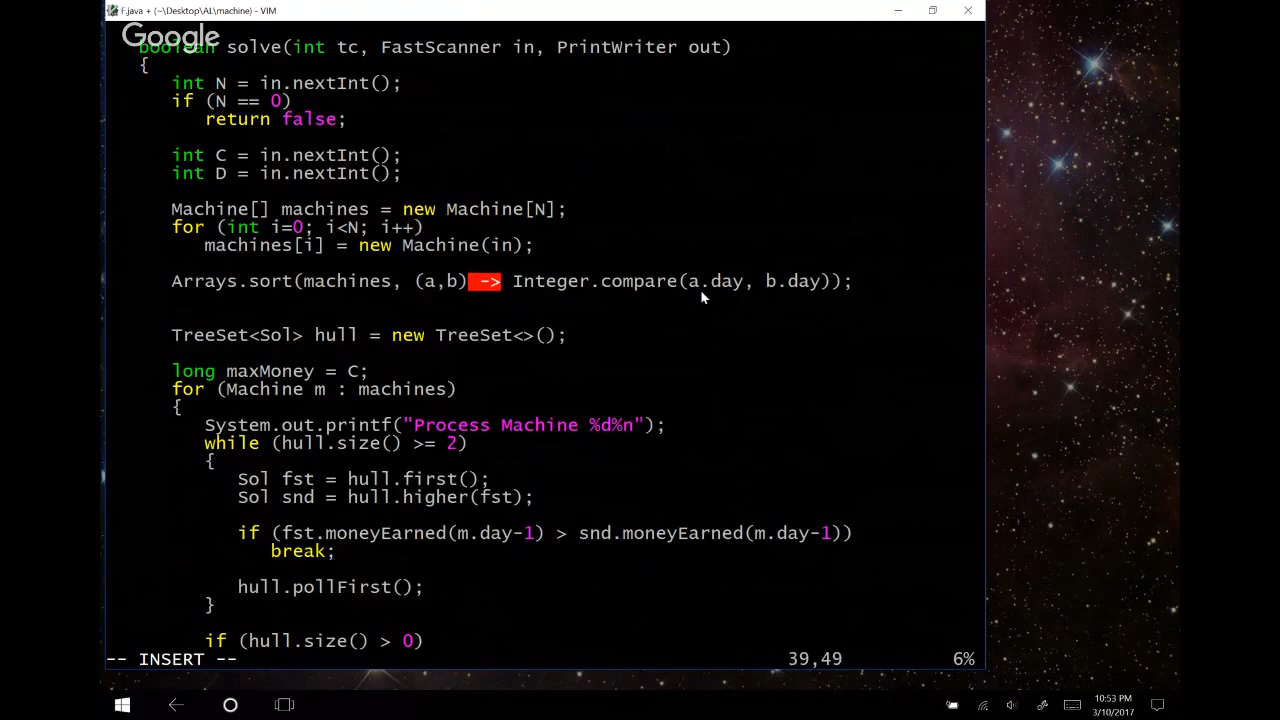 F.java + (~\Desktop\AL\machine) - VIM
Google
boolean solve(int tc, FastScanner in, PrintWriter out)
{
int N = in.nextInt();
if (N == 0)
return false;
int C = in.nextInt();
int D = in.nextInt();
Machine[] machines = new Machine[N];
for (int i=0; i<N; i++)
machines[i] = new Machine(in);
Arrays.sort(machines, (a,b) -> Integer.compare(a.day, b.day));
TreeSet<Sol> hull = new TreeSet<>();
long maxMoney = C;
for (Machine m : machines)
{
System.out.printf("Process Machine %d%n");
while (hull.size() >= 2)
{
Sol fst = hull.first();
Sol snd = hull.higher(fst);
if (fst.moneyEarned(m.day-1) > snd.moneyEarned(m.day-1))
break;
hull.pollFirst();
}
if (hull.size() > 0)
-- INSERT -- 39,49 6%
10:53 PM
3/10/2017